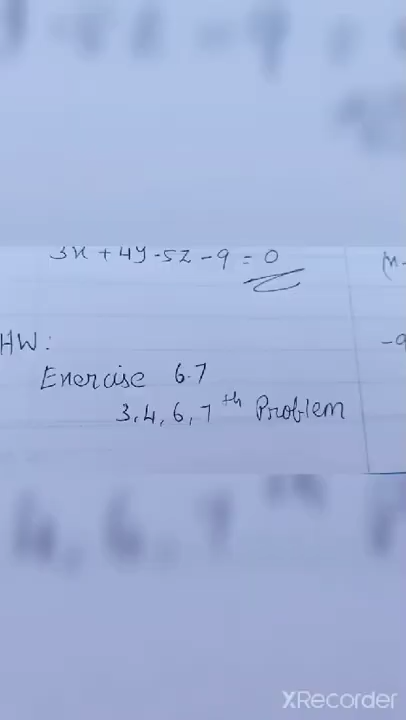 3x + 4y - 5z - 9 = 0
HW:
Exercise 6.7
3, 4, 6, 7th Problem
XRecorder